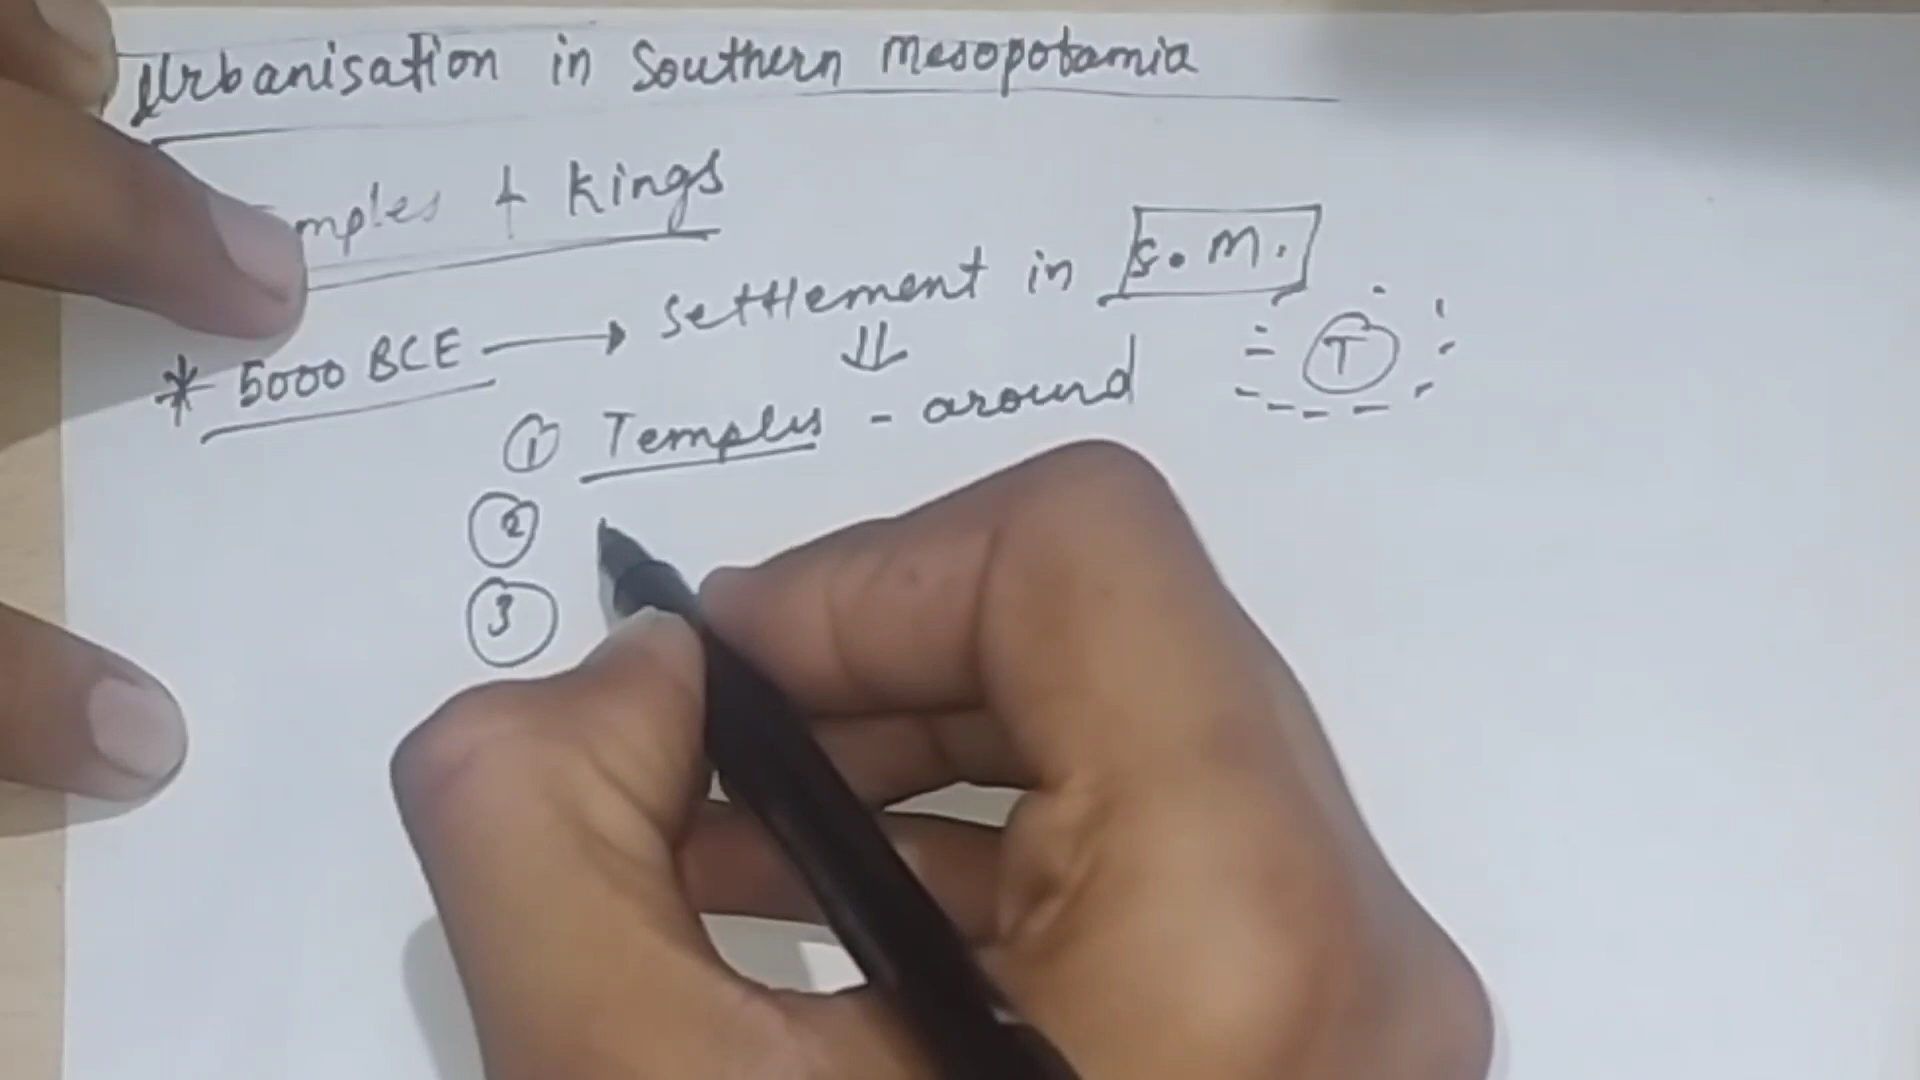 Urbanisation in Southern Mesopotamia
mples + Kings
* 5000 BCE → settlement in S.M.
⇓
① Temples - around
T
②
③